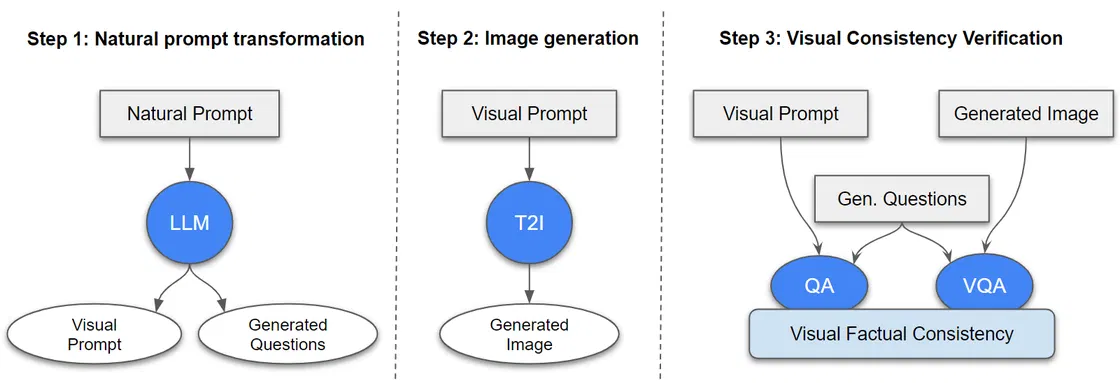 Step 1: Natural prompt transformation
Natural Prompt
LLM
Visual
Prompt
Generated
Questions
Step 2: Image generation
Visual Prompt
T2I
Generated
Image
Step 3: Visual Consistency Verification
Visual Prompt
Generated Image
Gen. Questions
QA
VQA
Visual Factual Consistency